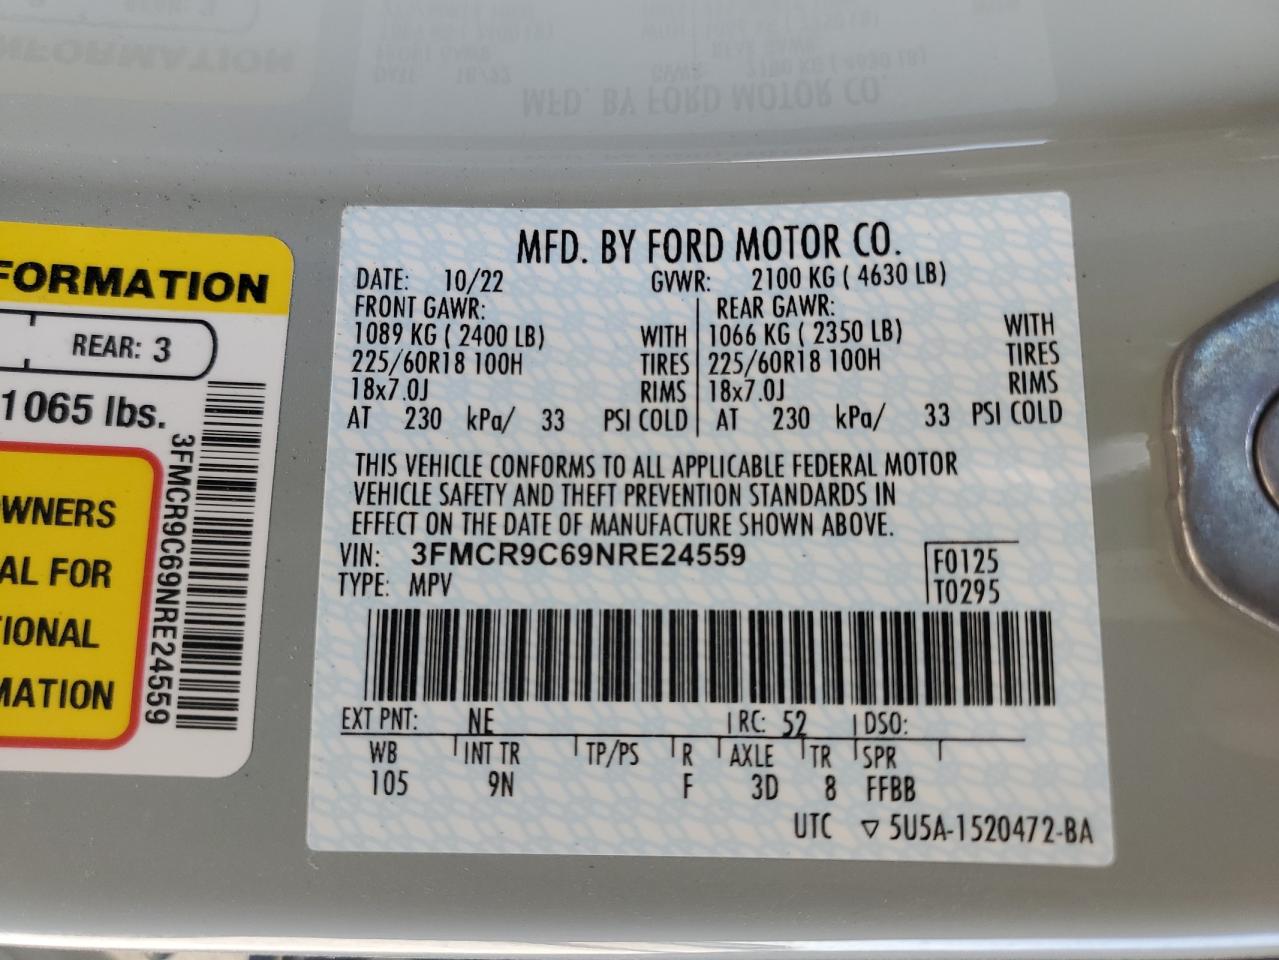 FORMATION
REAR: 3
1065 lbs.
WNERS
AL FOR
TIONAL
MATION
3FMCR9C69NRE24559
MFD. BY FORD MOTOR CO.
DATE: 10/22 GVWR: 2100 KG ( 4630 LB)
FRONT GAWR: REAR GAWR:
1089 KG ( 2400 LB) WITH 1066 KG ( 2350 LB) WITH
225/60R18 100H TIRES 225/60R18 100H TIRES
18x7.0J RIMS 18x7.0J RIMS
AT 230 kPa/ 33 PSI COLD AT 230 kPa/ 33 PSI COLD
THIS VEHICLE CONFORMS TO ALL APPLICABLE FEDERAL MOTOR
VEHICLE SAFETY AND THEFT PREVENTION STANDARDS IN
EFFECT ON THE DATE OF MANUFACTURE SHOWN ABOVE.
VIN: 3FMCR9C69NRE24559 F0125
TYPE: MPV T0295
EXT PNT: NE RC: 52 DSO:
WB INT TR TP/PS R AXLE TR SPR
105 9N F 3D 8 FFBB
UTC ▽ 5U5A-1520472-BA